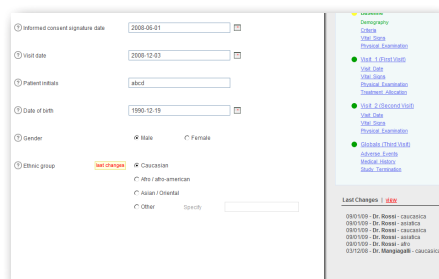 Informed consent signature date 2008-06-01
Visit date 2008-12-03
Patient initials abcd
Date of birth 1990-12-19
Gender Male Female
Ethnic group last changes Caucasian
Afro / afro-american
Asian / Oriental
Other Specify
Demography
Criteria
Vital Signs
Physical Examination
Visit 1 (First Visit)
Visit Date
Vital Signs
Physical Examination
Treatment Allocation
Visit 2 (Second Visit)
Visit Date
Vital Signs
Physical Examination
Globals (Third Visit)
Adverse Events
Medical History
Study Termination
Last Changes | view
09/01/09 - Dr. Rossi - caucasica
09/01/09 - Dr. Rossi - asiatica
09/01/09 - Dr. Rossi - caucasica
09/01/09 - Dr. Rossi - asiatica
09/01/09 - Dr. Rossi - afro
03/12/08 - Dr. Mangiagalli - caucasica